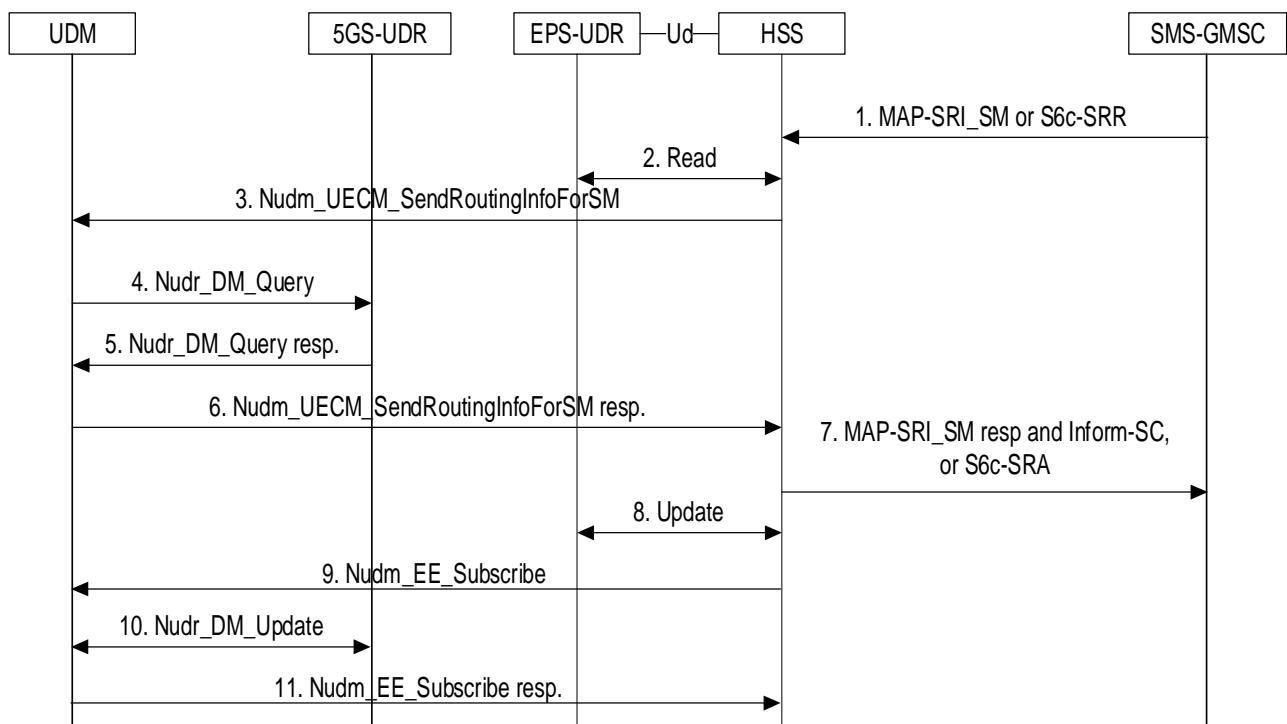 UDM
5GS-UDR
EPS-UDR
Ud
HSS
SMS-GMSC
1. MAP-SRI_SM or S6c-SRR
2. Read
3. Nudm_UECM_SendRoutingInfoForSM
4. Nudr_DM_Query
5. Nudr_DM_Query resp.
6. Nudm_UECM_SendRoutingInfoForSM resp.
7. MAP-SRI_SM resp and Inform-SC,
or S6c-SRA
8. Update
9. Nudm_EE_Subscribe
10. Nudr_DM_Update
11. Nudm_EE_Subscribe resp.